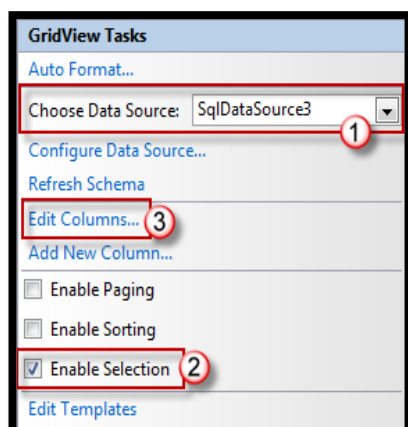 GridView Tasks
Auto Format...
Choose Data Source: SqlDataSource3
1
Configure Data Source...
Refresh Schema
Edit Columns... 3
Add New Column...
Enable Paging
Enable Sorting
Enable Selection 2
Edit Templates